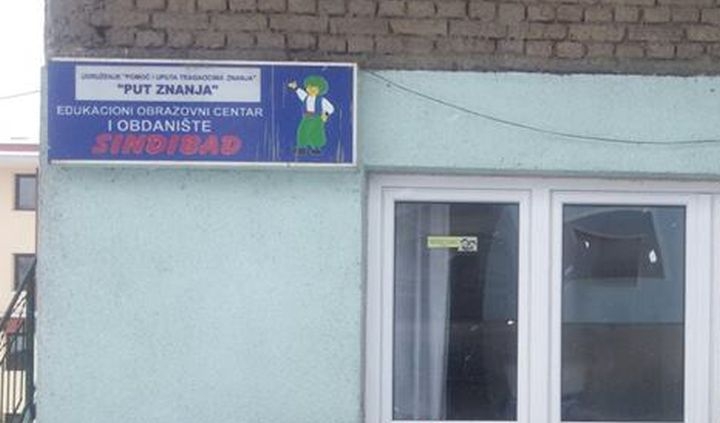 UDRUŽENJE "POMOĆ I UPUTA TRAGAOCIMA ZNANJA"
"PUT ZNANJA"
EDUKACIONI OBRAZOVNI CENTAR
I OBDANIŠTE
SINDIBAD